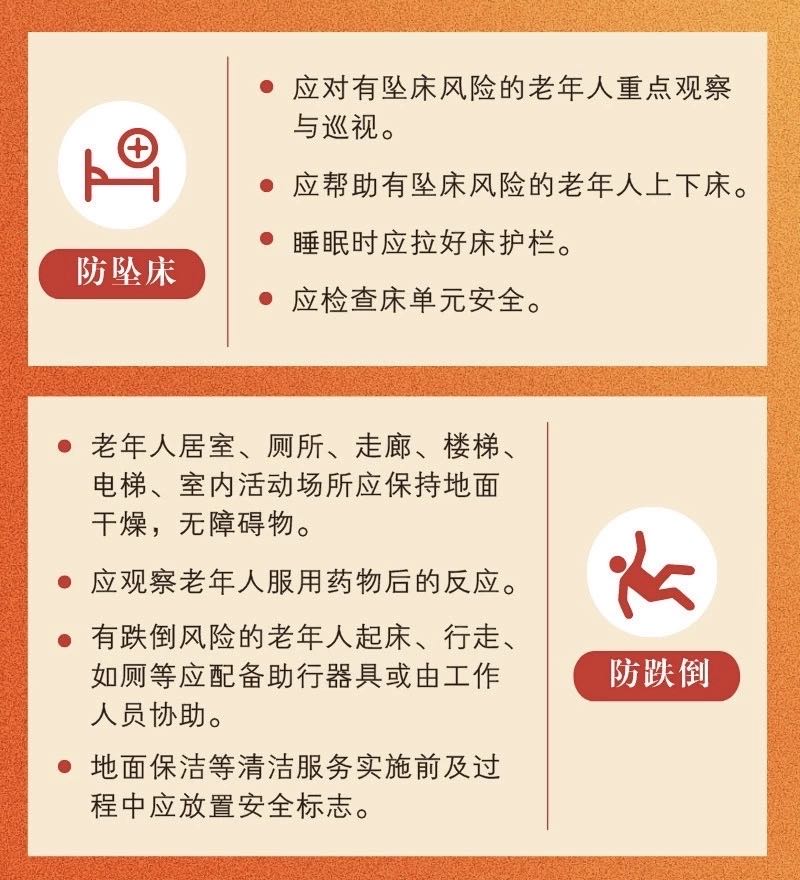 防坠床
应对有坠床风险的老年人重点观察
与巡视。
应帮助有坠床风险的老年人上下床。
睡眠时应拉好床护栏。
应检查床单元安全。
老年人居室、厕所、走廊、楼梯、
电梯、室内活动场所应保持地面
干燥，无障碍物。
应观察老年人服用药物后的反应。
有跌倒风险的老年人起床、行走、
如厕等应配备助行器具或由工作
人员协助。
地面保洁等清洁服务实施前及过
程中应放置安全标志。
防跌倒